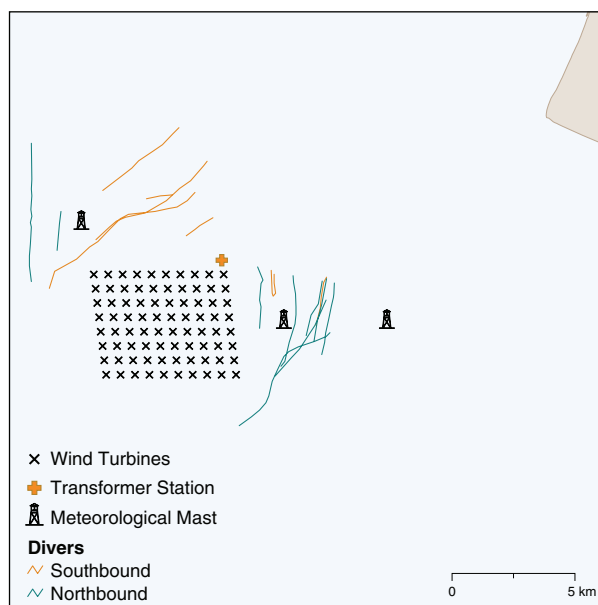 Wind Turbines
Transformer Station
Meteorological Mast
Divers
Southbound
Northbound
0 5 km